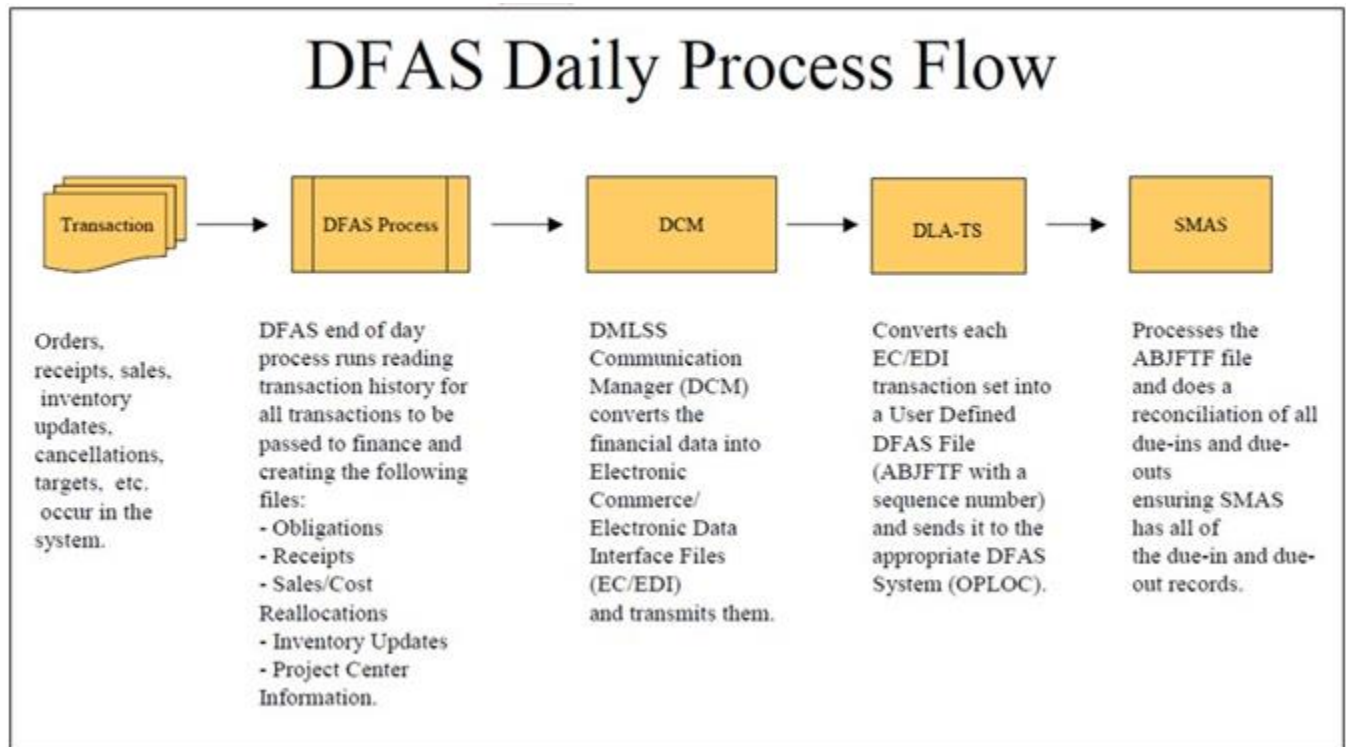 DFAS Daily Process Flow
Transaction
DFAS Process
DCM
DLA-TS
SMAS
Orders,
receipts, sales,
inventory
updates,
cancellations,
targets, etc.
occur in the
system.
DFAS end of day
process runs reading
transaction history for
all transactions to be
passed to finance and
creating the following
files:
- Obligations
- Receipts
- Sales/Cost
Reallocations
- Inventory Updates
- Project Center
Information.
DMLSS
Communication
Manager (DCM)
converts the
financial data into
Electronic
Commerce/
Electronic Data
Interface Files
(EC/EDI)
and transmits them.
Converts each
EC/EDI
transaction set into
a User Defined
DFAS File
(ABJFTF with a
sequence number)
and sends it to the
appropriate DFAS
System (OPLOC).
Processes the
ABJFTF file
and does a
reconciliation of all
due-ins and due-
outs
ensuring SMAS
has all of
the due-in and due-
out records.